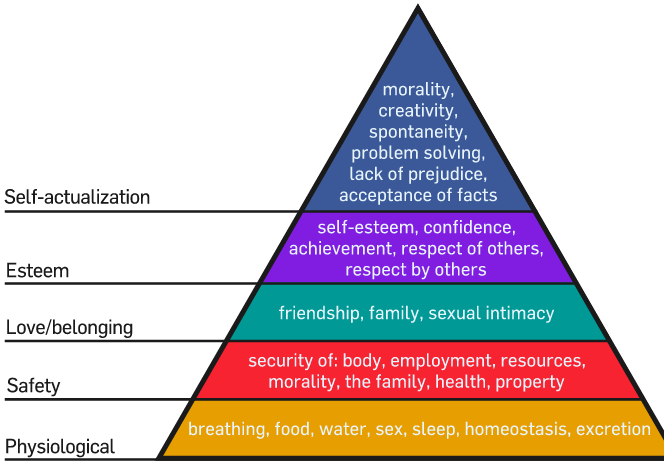 morality,
creativity,
spontaneity,
problem solving,
lack of prejudice,
acceptance of facts
Self-actualization
self-esteem, confidence,
achievement, respect of others,
respect by others
Esteem
friendship, family, sexual intimacy
Love/belonging
security of: body, employment, resources,
morality, the family, health, property
Safety
breathing, food, water, sex, sleep, homeostasis, excretion
Physiological